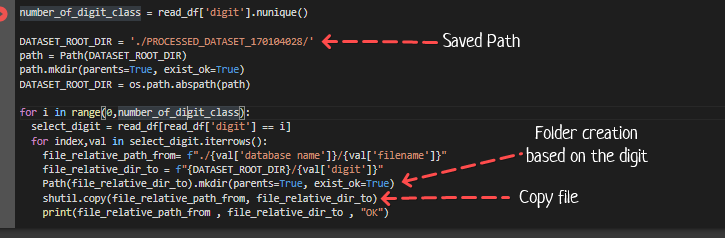 number_of_digit_class = read_df['digit'].nunique()
DATASET_ROOT_DIR = './PROCESSED_DATASET_170104028/'
Saved Path
path = Path(DATASET_ROOT_DIR)
path.mkdir(parents=True, exist_ok=True)
DATASET_ROOT_DIR = os.path.abspath(path)
for i in range(0,number_of_digit_class):
select_digit = read_df[read_df['digit'] == i]
for index,val in select_digit.iterrows():
file_relative_path_from= f"./{val['database name']}/{val['filename']}"
file_relative_dir_to = f"{DATASET_ROOT_DIR}/{val['digit']}"
Path(file_relative_dir_to).mkdir(parents=True, exist_ok=True)
Folder creation
based on the digit
shutil.copy(file_relative_path_from, file_relative_dir_to)
Copy file
print(file_relative_path_from , file_relative_dir_to , "OK")